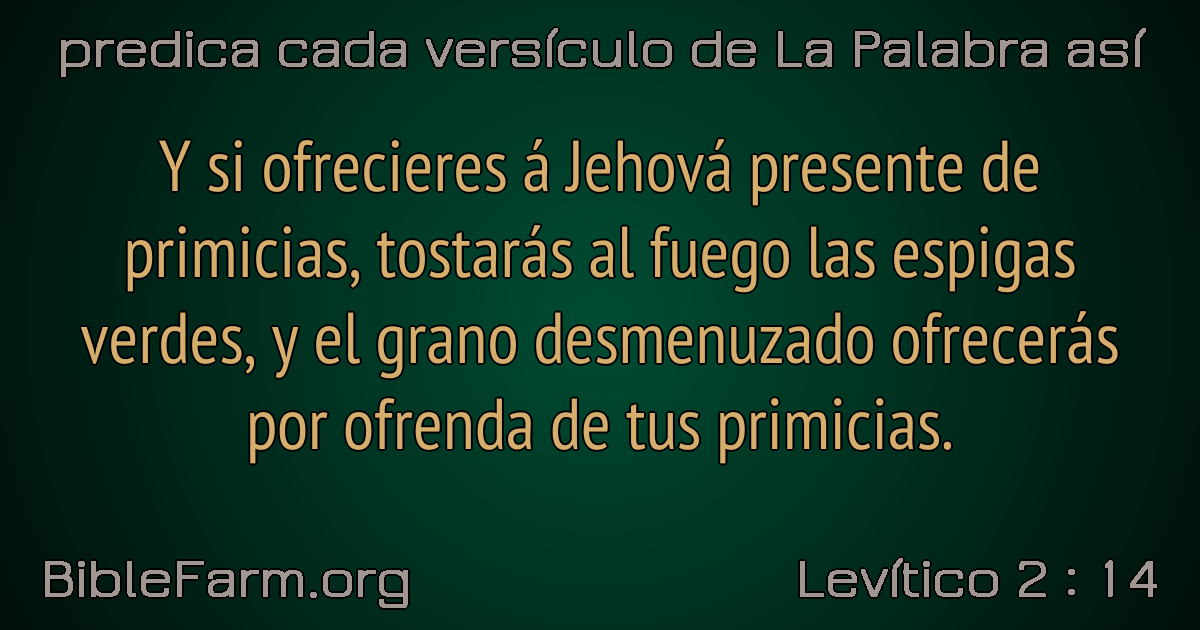 predica cada versículo de La Palabra así
Y si ofrecieres á Jehová presente de
primicias, tostarás al fuego las espigas
verdes, y el grano desmenuzado ofrecerás
por ofrenda de tus primicias.
BibleFarm.org
Levítico 2 : 14